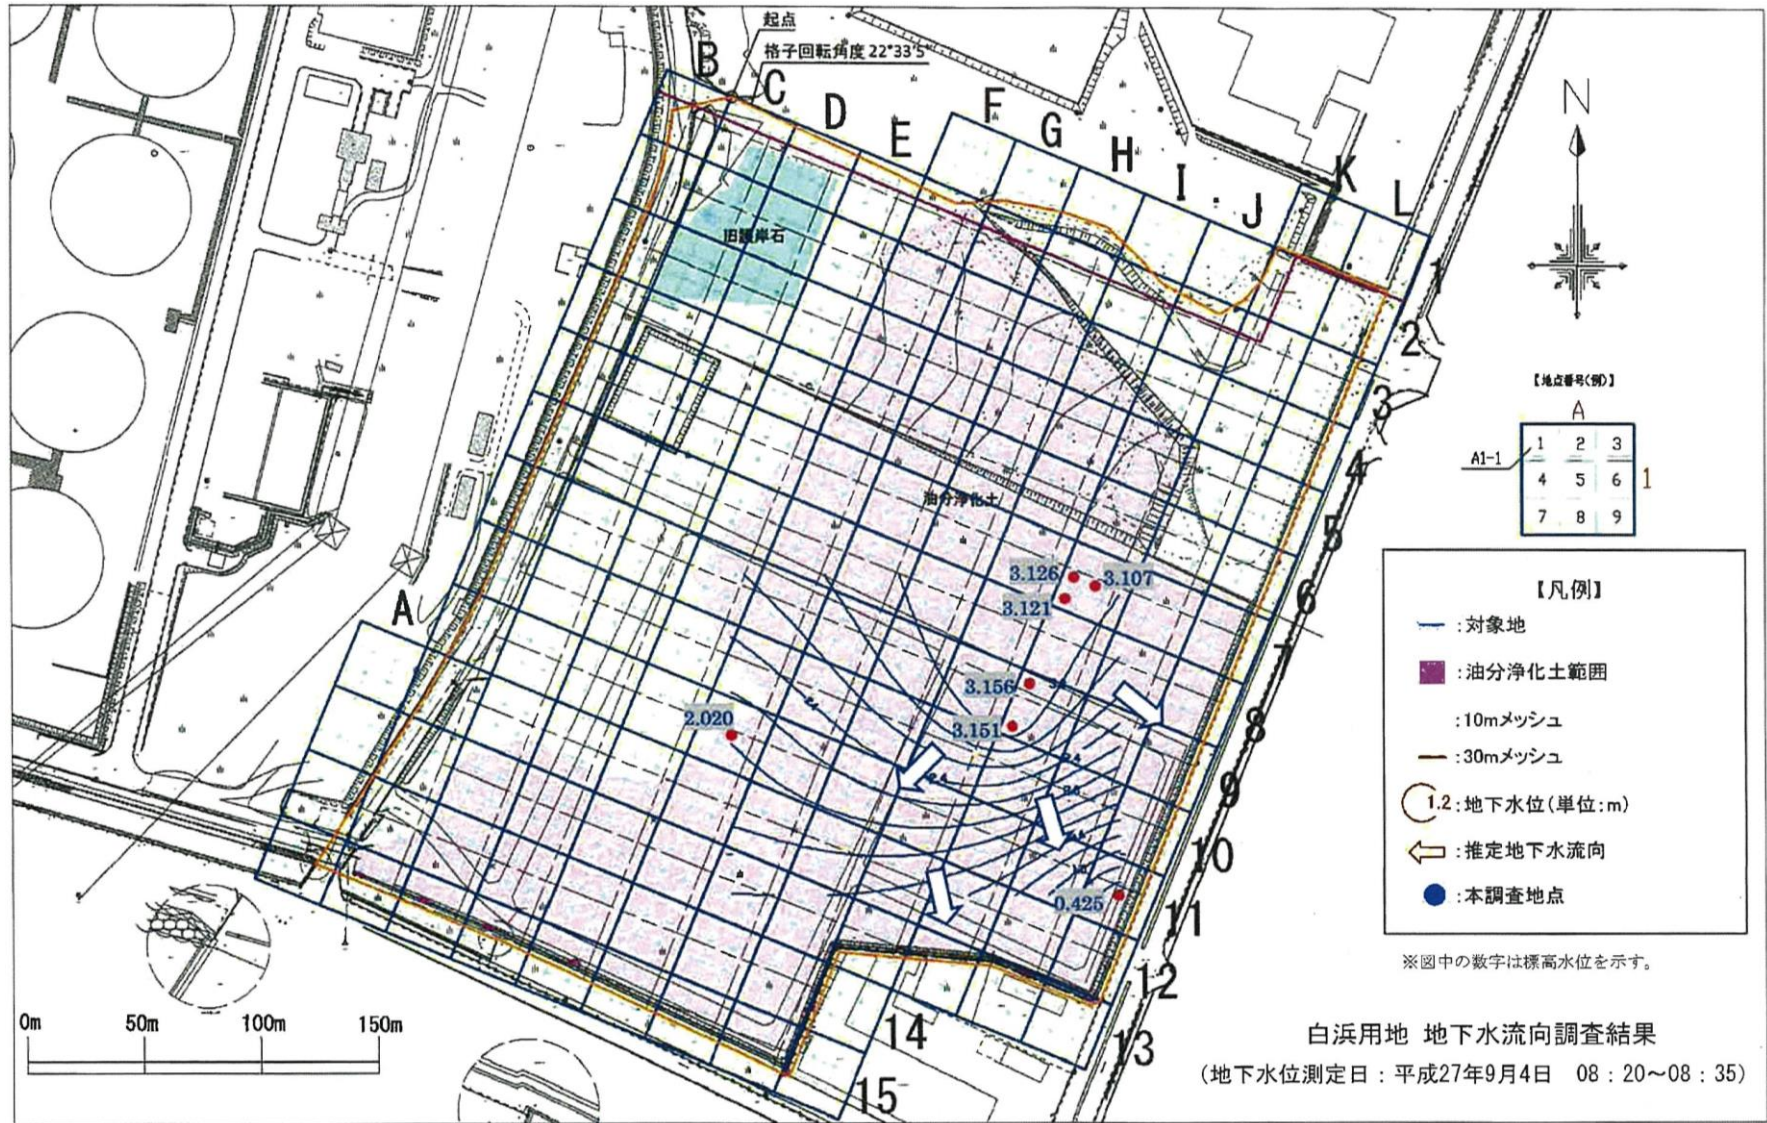 起点
格子回転角度 22°33'5"
B
C
D
E
F
G
H
I
J
K
L
N
旧護岸石
1
2
3
4
5
6
7
8
9
10
11
12
13
14
15
A
【地点番号(例)】
A
A1-1
1 2 3
4 5 6
7 8 9
1
油分浄化土
3.126
3.107
3.121
3.156
3.151
2.020
0.425
【凡例】
:対象地
:油分浄化土範囲
:10mメッシュ
:30mメッシュ
1.2 :地下水位(単位:m)
:推定地下水流向
:本調査地点
※図中の数字は標高水位を示す。
0m 50m 100m 150m
白浜用地 地下水流向調査結果
(地下水位測定日：平成27年9月4日 08：20～08：35)